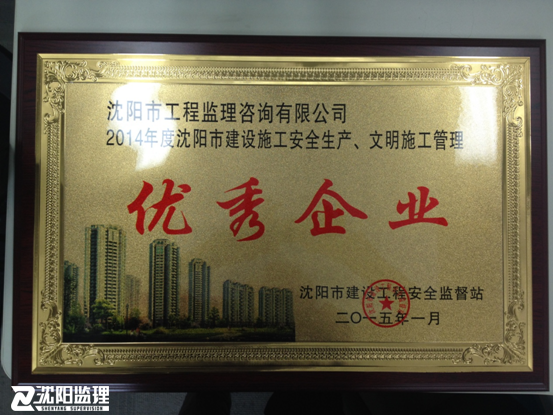 沈阳市工程监理咨询有限公司
2014年度沈阳市建设施工安全生产、文明施工管理
优秀企业
沈阳市建设工程安全监督站
二〇一五年一月
沈阳监理
SHENYANG SUPERVISION